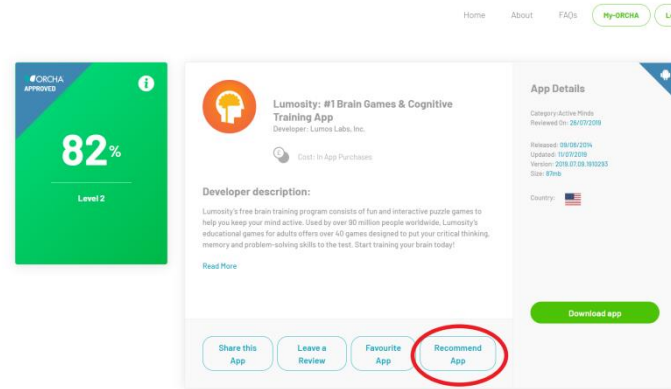 Home About FAQs My-ORCHA
ORCHA
APPROVED
82%
Level 2
Lumosity: #1 Brain Games & Cognitive
Training App
Developer: Lumos Labs, Inc.
Cost: In App Purchases
Developer description:
Lumosity's free brain training program consists of fun and interactive puzzle games to
help you keep your mind active. Used by over 90 million people worldwide, Lumosity's
educational games for adults offers over 40 games designed to put your critical thinking,
memory and problem-solving skills to the test. Start training your brain today!
Read More
Share this
App
Leave a
Review
Favourite
App
Recommend
App
App Details
Category: Active Minds
Reviewed On: 26/07/2019
Released: 09/06/2014
Updated: 11/07/2019
Version: 2019.07.09.1910293
Size: 97mb
Country:
Download app